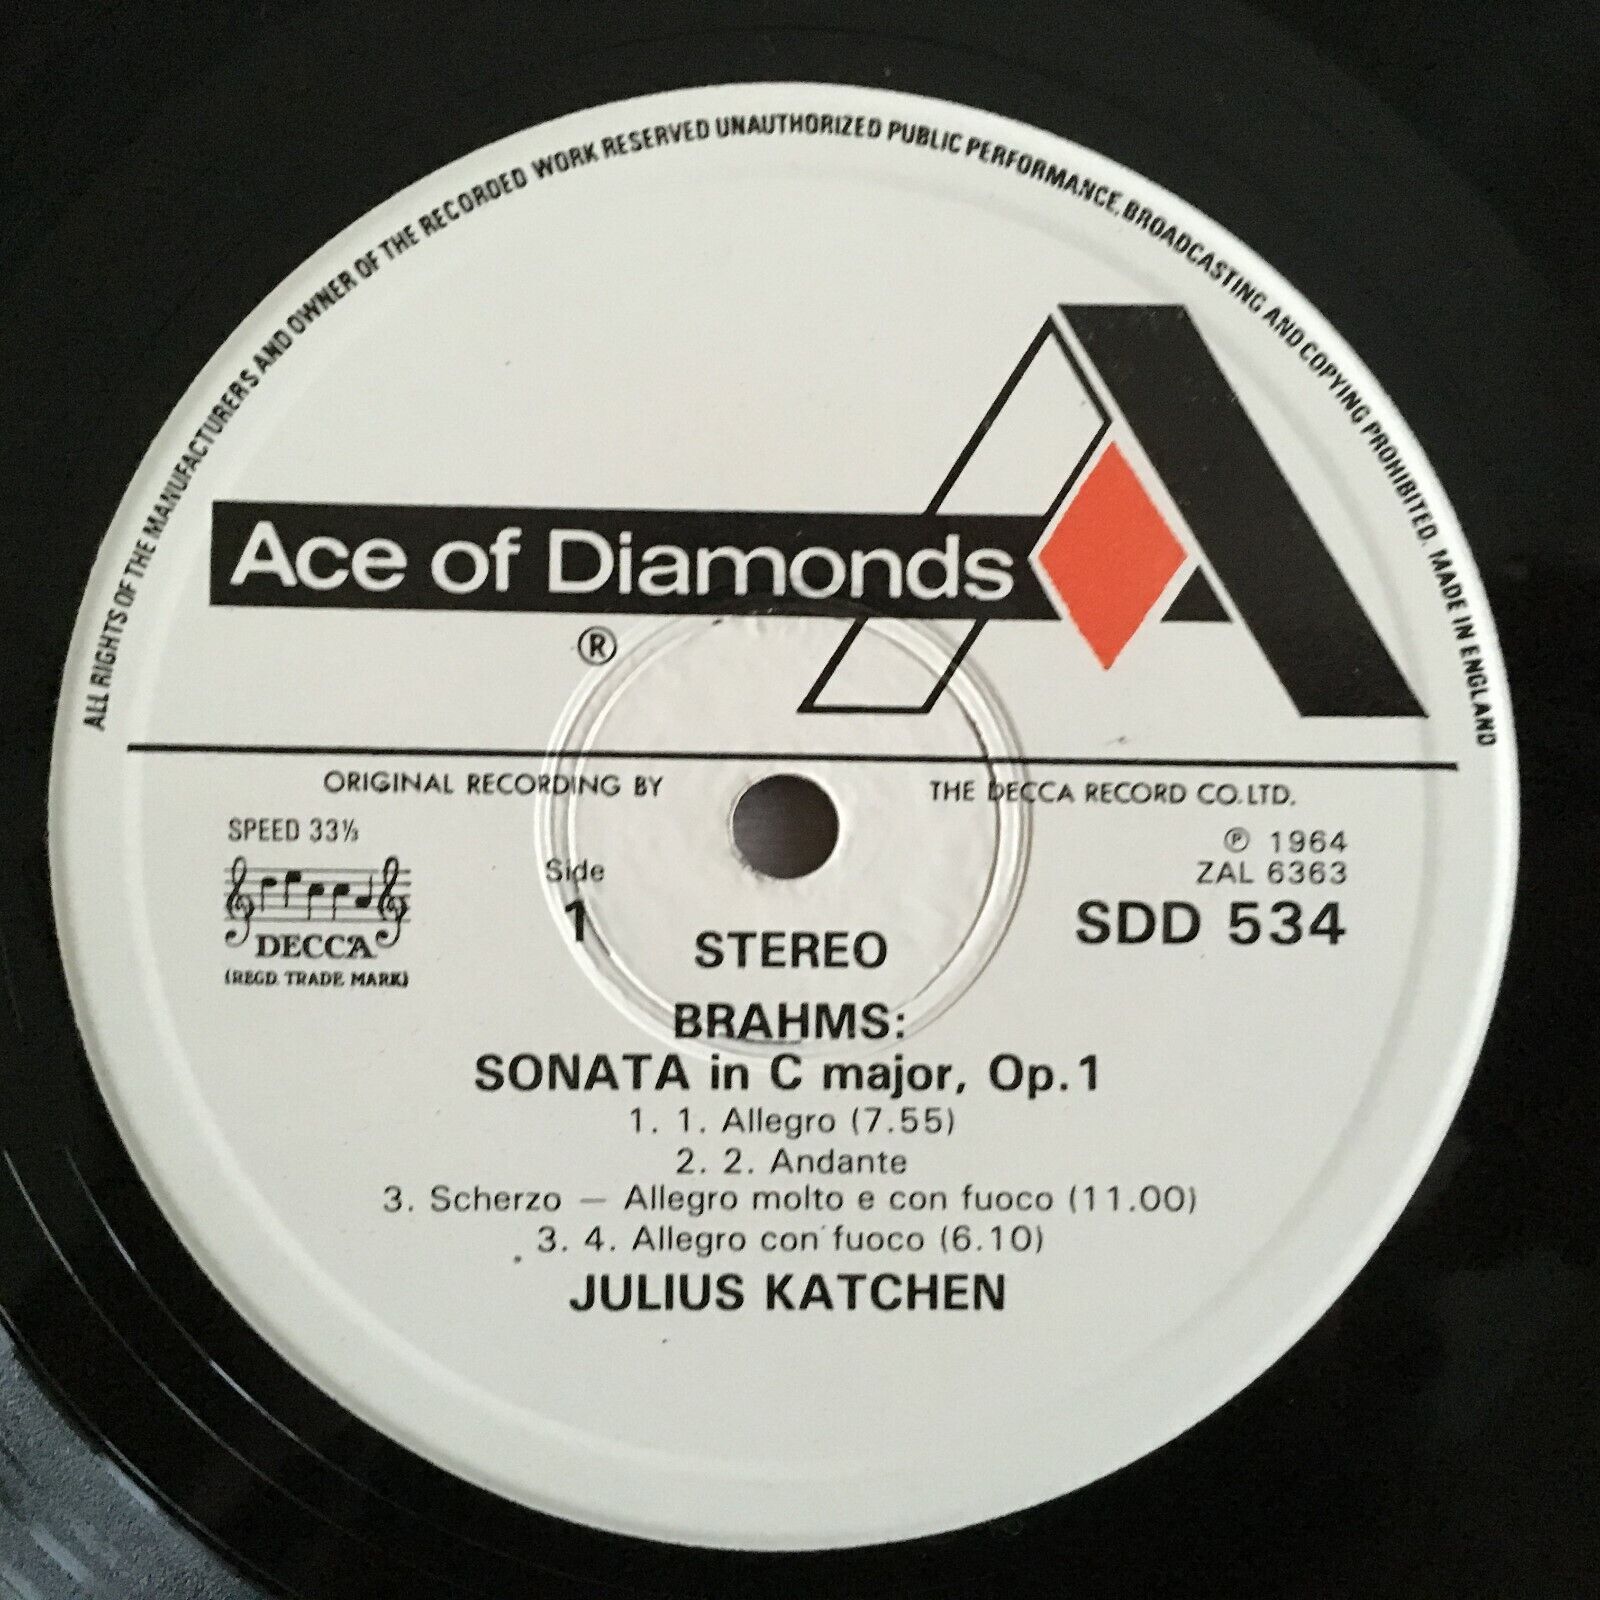 ALL RIGHTS OF THE MANUFACTURERS AND OWNER OF THE RECORDED WORK RESERVED UNAUTHORIZED PUBLIC PERFORMANCE, BROADCASTING AND COPYING PROHIBITED. MADE IN ENGLAND
Ace of Diamonds
®
ORIGINAL RECORDING BY THE DECCA RECORD CO. LTD.
SPEED 33⅓
℗ 1964
ZAL 6363
Side
1
SDD 534
DECCA
(REGD. TRADE MARK)
STEREO
BRAHMS:
SONATA in C major, Op. 1
1. 1. Allegro (7.55)
2. 2. Andante
3. Scherzo — Allegro molto e con fuoco (11.00)
3. 4. Allegro con fuoco (6.10)
JULIUS KATCHEN